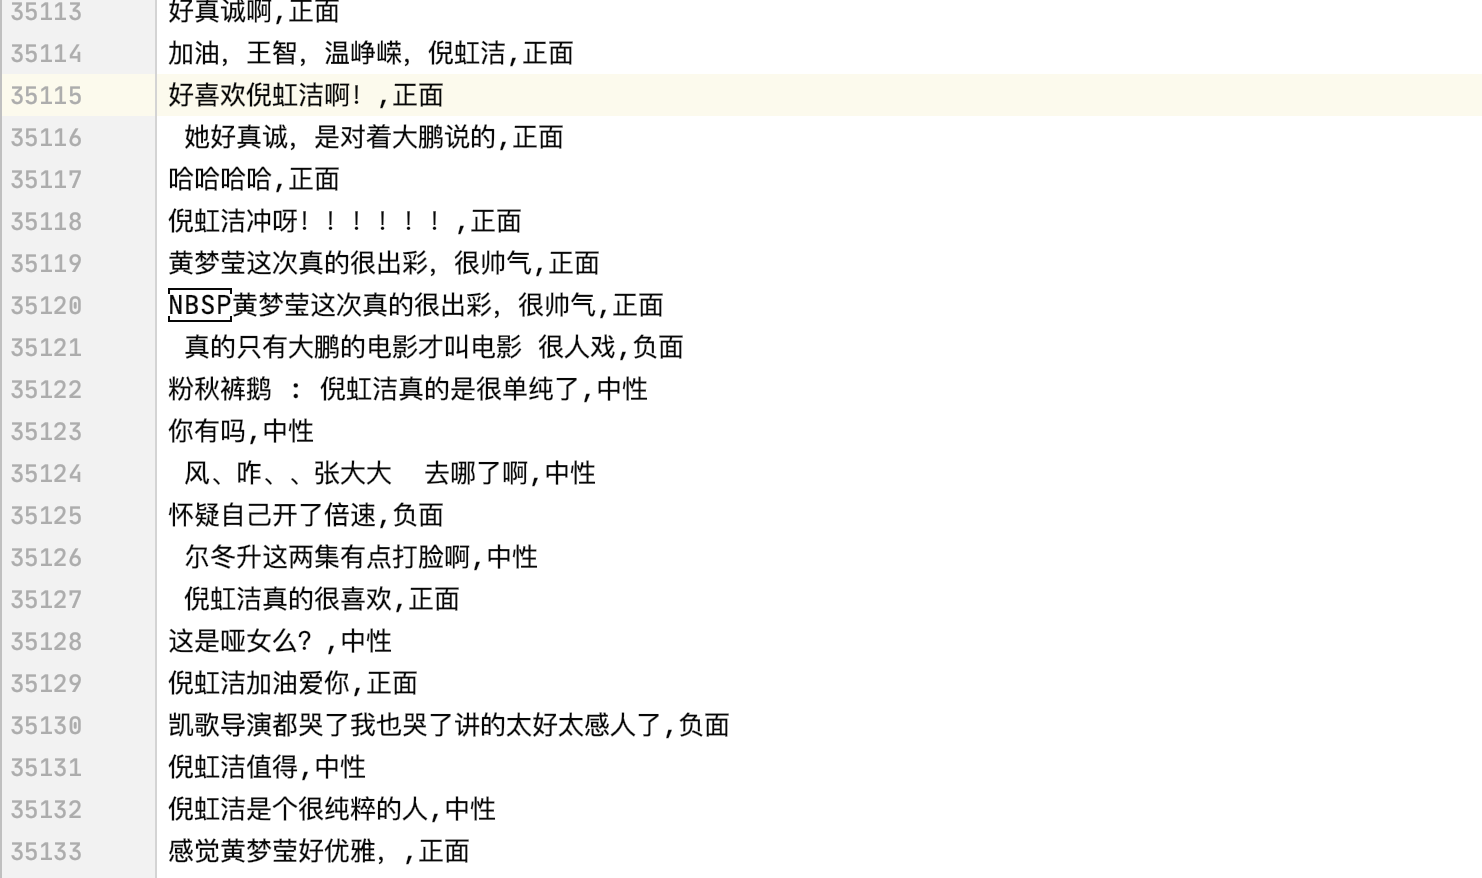 35113 好真诚啊,正面
35114 加油，王智，温峥嵘，倪虹洁,正面
35115 好喜欢倪虹洁啊！,正面
35116 她好真诚，是对着大鹏说的,正面
35117 哈哈哈哈,正面
35118 倪虹洁冲呀！！！！！！,正面
35119 黄梦莹这次真的很出彩，很帅气,正面
35120 NBSP黄梦莹这次真的很出彩，很帅气,正面
35121 真的只有大鹏的电影才叫电影 很人戏,负面
35122 粉秋裤鹅 : 倪虹洁真的是很单纯了,中性
35123 你有吗,中性
35124 风、咋、、张大大  去哪了啊,中性
35125 怀疑自己开了倍速,负面
35126 尔冬升这两集有点打脸啊,中性
35127 倪虹洁真的很喜欢,正面
35128 这是哑女么？,中性
35129 倪虹洁加油爱你,正面
35130 凯歌导演都哭了我也哭了讲的太好太感人了,负面
35131 倪虹洁值得,中性
35132 倪虹洁是个很纯粹的人,中性
35133 感觉黄梦莹好优雅，,正面